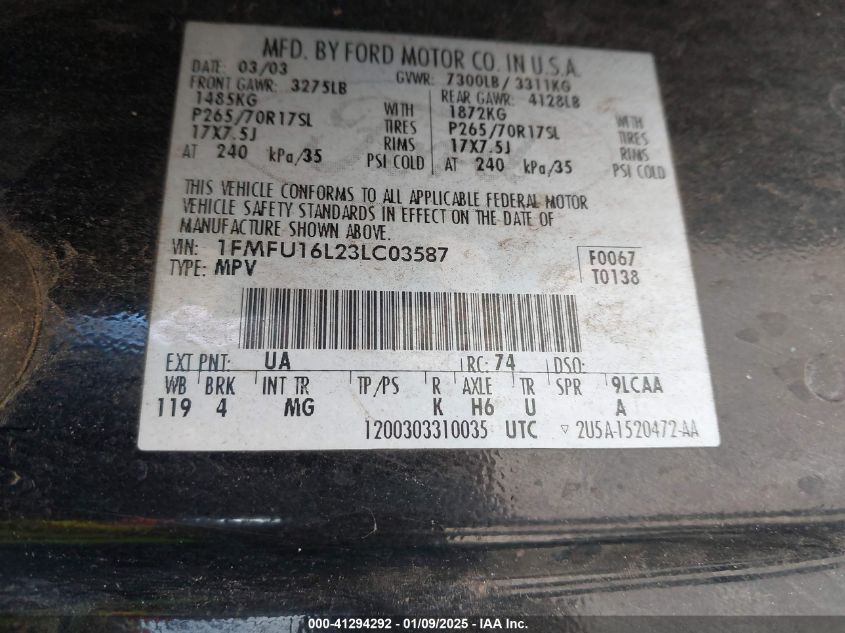 MFD. BY FORD MOTOR CO. IN U.S.A.
DATE: 03/03 GVWR: 7300LB / 3311KG
FRONT GAWR: 3275LB REAR GAWR: 4128LB
1485KG WITH 1872KG WITH
P265/70R17SL TIRES P265/70R17SL TIRES
17X7.5J RIMS 17X7.5J RIMS
AT 240 kPa/35 PSI COLD AT 240 kPa/35 PSI COLD
THIS VEHICLE CONFORMS TO ALL APPLICABLE FEDERAL MOTOR
VEHICLE SAFETY STANDARDS IN EFFECT ON THE DATE OF
MANUFACTURE SHOWN ABOVE.
VIN: 1FMFU16L23LC03587 F0067
TYPE: MPV T0138
EXT PNT: UA RC: 74 DSO:
WB BRK INT TR TP/PS R AXLE TR SPR 9LCAA
119 4 MG K H6 U A
1200303310035 UTC ▽ 2U5A-1520472-AA
000-41294292 - 01/09/2025 - IAA Inc.